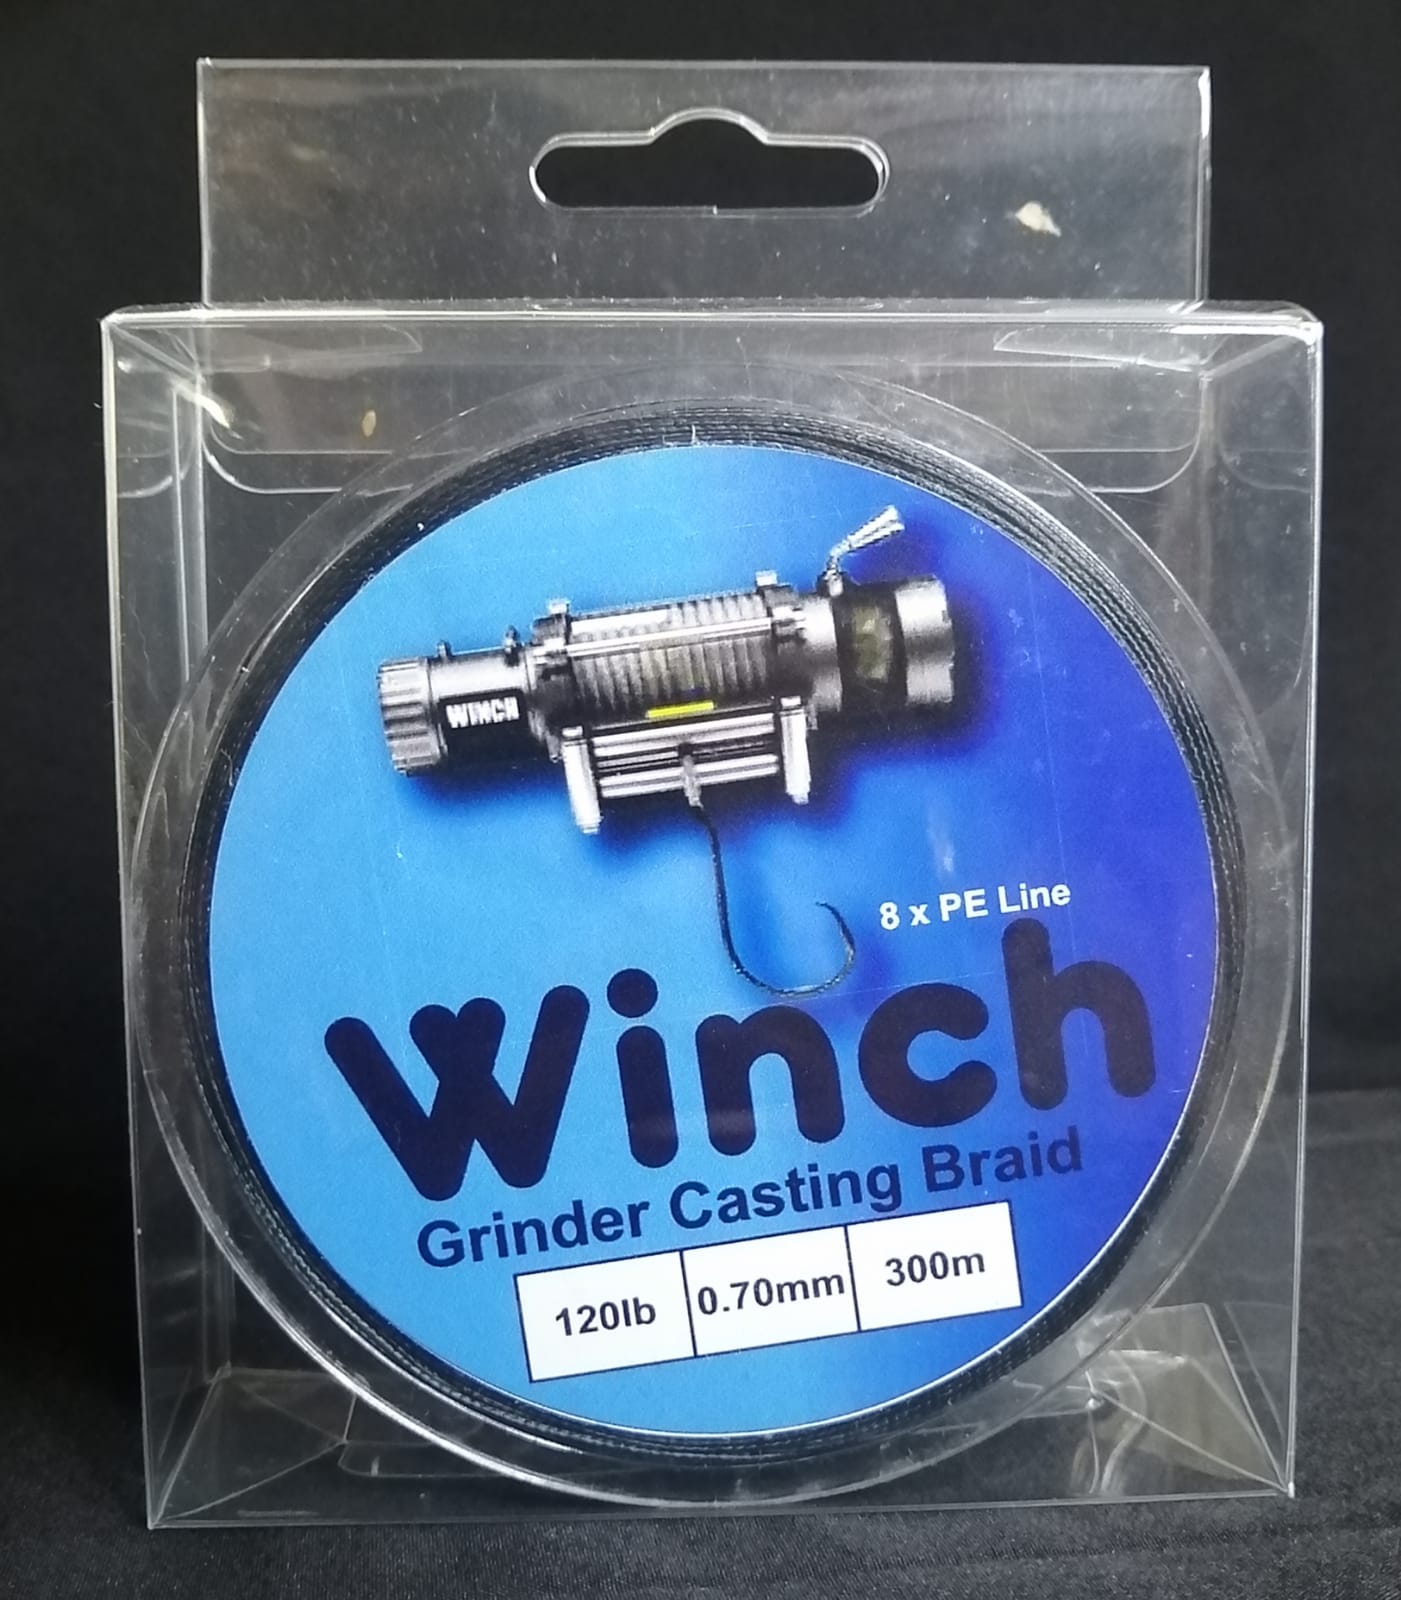 WINCH
8 x PE Line
Winch
Grinder Casting Braid
120lb 0.70mm 300m